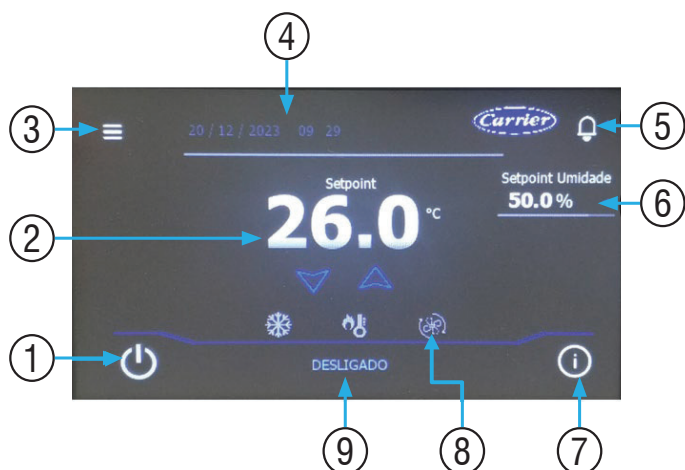 4
3
20 / 12 / 2023 09 29
Carrier
5
Setpoint
26.0 °C
Setpoint Umidade
50.0 %
6
2
1
DESLIGADO
i
9
8
7